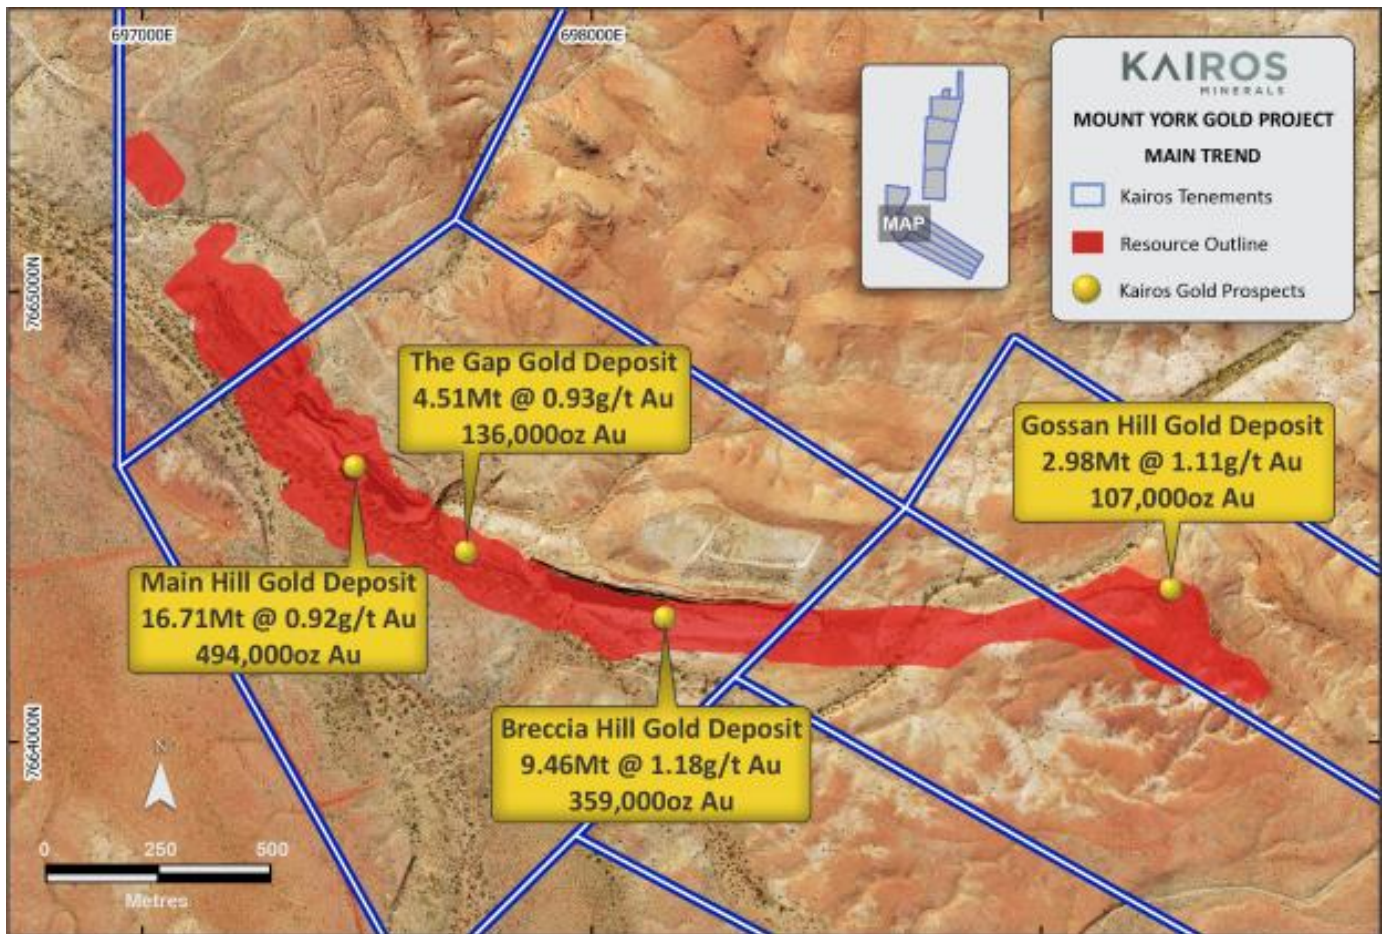 697000E
698000E
KAIROS
MINERALS
MOUNT YORK GOLD PROJECT
MAIN TREND
Kairos Tenements
Resource Outline
Kairos Gold Prospects
MAP
7665000N
The Gap Gold Deposit
4.51Mt @ 0.93g/t Au
136,000oz Au
Gossan Hill Gold Deposit
2.98Mt @ 1.11g/t Au
107,000oz Au
Main Hill Gold Deposit
16.71Mt @ 0.92g/t Au
494,000oz Au
Breccia Hill Gold Deposit
9.46Mt @ 1.18g/t Au
359,000oz Au
7664000N
N
0 250 500
Metres